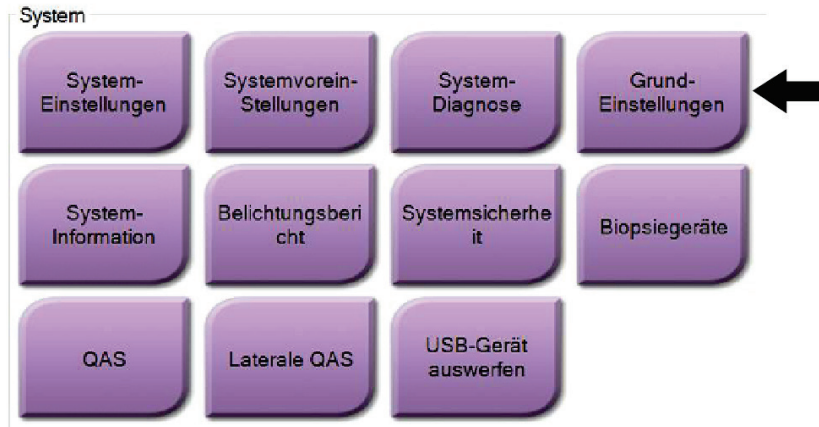 System
System-
Einstellungen
Systemvorein-
Stellungen
System-
Diagnose
Grund-
Einstellungen
System-
Information
Belichtungsberi
cht
Systemsicherhe
it
Biopsiegeräte
QAS
Laterale QAS
USB-Gerät
auswerfen